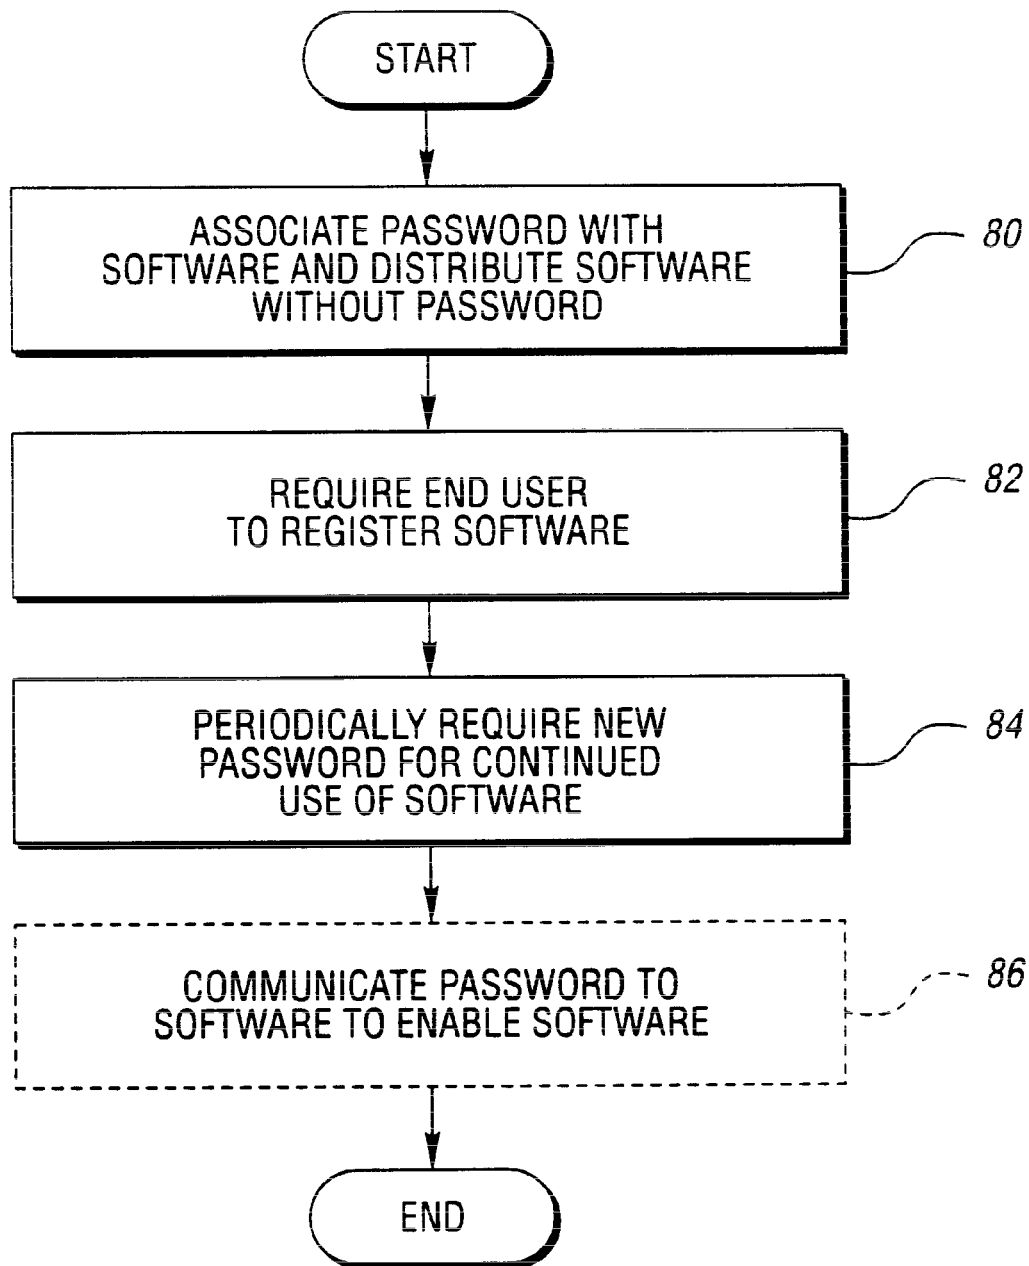 START
ASSOCIATE PASSWORD WITH
SOFTWARE AND DISTRIBUTE SOFTWARE
WITHOUT PASSWORD
80
REQUIRE END USER
TO REGISTER SOFTWARE
82
PERIODICALLY REQUIRE NEW
PASSWORD FOR CONTINUED
USE OF SOFTWARE
84
COMMUNICATE PASSWORD TO
SOFTWARE TO ENABLE SOFTWARE
86
END